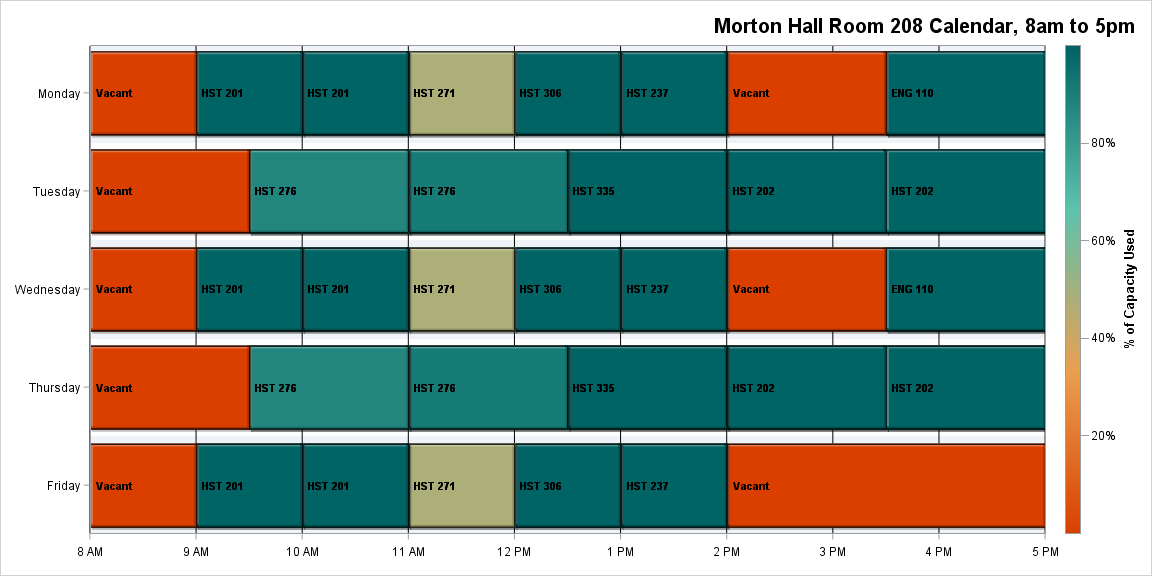 Morton Hall Room 208 Calendar, 8am to 5pm
Monday
Vacant
HST 201
HST 201
HST 271
HST 306
HST 237
Vacant
ENG 110
Tuesday
Vacant
HST 276
HST 276
HST 335
HST 202
HST 202
Wednesday
Vacant
HST 201
HST 201
HST 271
HST 306
HST 237
Vacant
ENG 110
Thursday
Vacant
HST 276
HST 276
HST 335
HST 202
HST 202
Friday
Vacant
HST 201
HST 201
HST 271
HST 306
HST 237
Vacant
8 AM
9 AM
10 AM
11 AM
12 PM
1 PM
2 PM
3 PM
4 PM
5 PM
80%
60%
40%
20%
% of Capacity Used